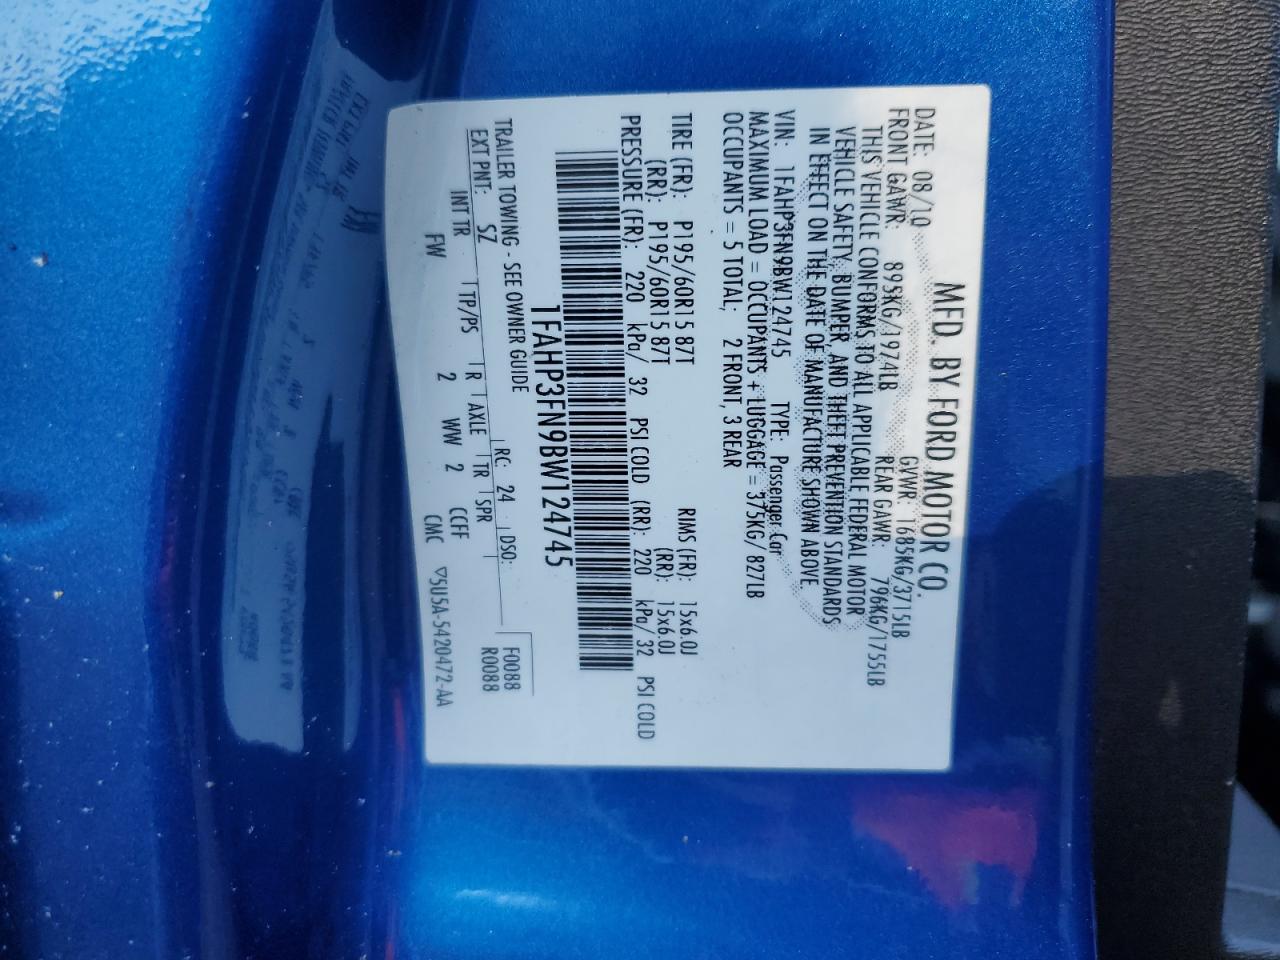 MFD. BY FORD MOTOR CO.
DATE: 08/10 GVWR: 1685KG/3715LB
FRONT GAWR: 895KG/1974LB REAR GAWR: 796KG/1755LB
THIS VEHICLE CONFORMS TO ALL APPLICABLE FEDERAL MOTOR
VEHICLE SAFETY, BUMPER, AND THEFT PREVENTION STANDARDS
IN EFFECT ON THE DATE OF MANUFACTURE SHOWN ABOVE.
VIN: 1FAHP3FN9BW124745 TYPE: Passenger Car
MAXIMUM LOAD = OCCUPANTS + LUGGAGE = 375KG/827LB
OCCUPANTS = 5 TOTAL, 2 FRONT, 3 REAR
TIRE (FR): P195/60R15 87T RIMS (FR): 15x6.0J
(RR): P195/60R15 87T (RR): 15x6.0J
PRESSURE (FR): 220 kPa/ 32 PSI COLD (RR): 220 kPa/ 32 PSI COLD
1FAHP3FN9BW124745
TRAILER TOWING - SEE OWNER GUIDE F0088
EXT PNT: SZ RC: 24 DSO: R0088
INT TR TP/PS R AXLE TR SPR
FW 2 WW 2 CCFF
CMC ▽5U5A-5420472-AA